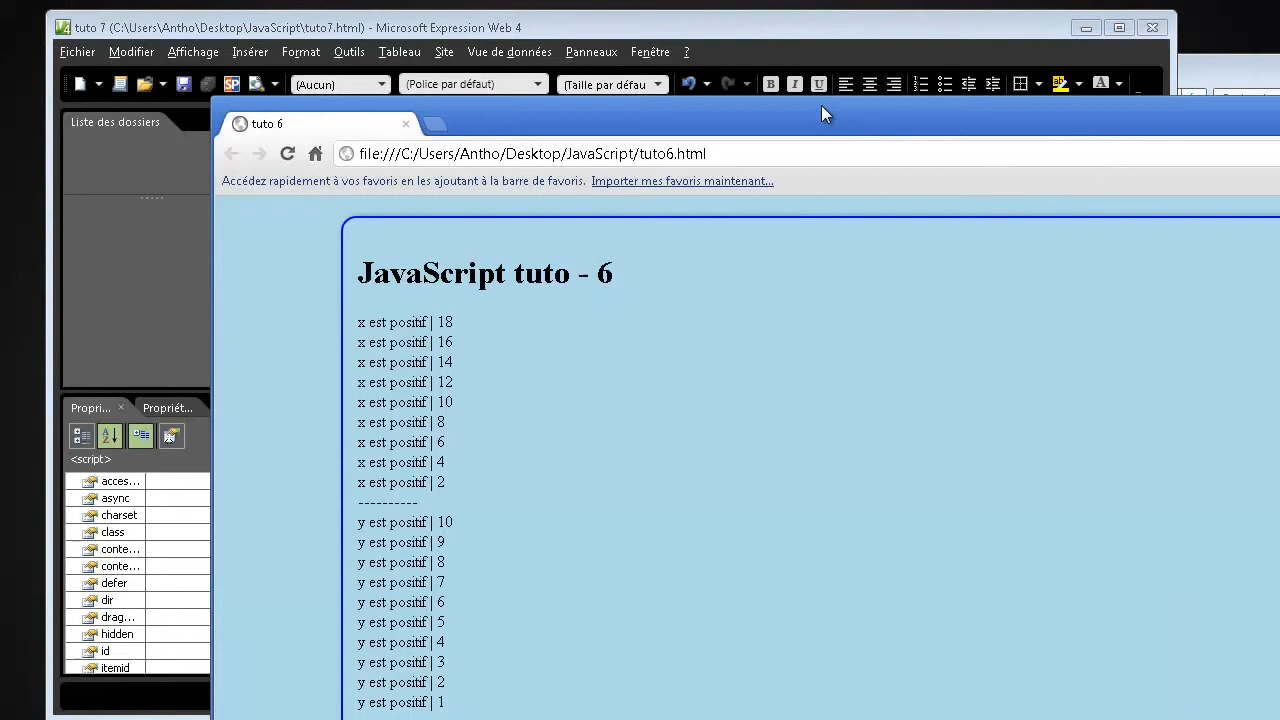 tuto 7 (C:\Users\Antho\Desktop\JavaScript\tuto7.html) - Microsoft Expression Web 4
Fichier Modifier Affichage Insérer Format Outils Tableau Site Vue de données Panneaux Fenêtre ?
(Aucun) (Police par défaut) (Taille par défau
Liste des dossiers
tuto 6
file:///C:/Users/Antho/Desktop/JavaScript/tuto6.html
Accédez rapidement à vos favoris en les ajoutant à la barre de favoris. Importer mes favoris maintenant...
JavaScript tuto - 6
x est positif | 18
x est positif | 16
x est positif | 14
x est positif | 12
x est positif | 10
x est positif | 8
x est positif | 6
x est positif | 4
x est positif | 2
----------
y est positif | 10
y est positif | 9
y est positif | 8
y est positif | 7
y est positif | 6
y est positif | 5
y est positif | 4
y est positif | 3
y est positif | 2
y est positif | 1
Propri... Propriét...
<script>
acces...
async
charset
class
conte...
conte...
defer
dir
drag...
hidden
id
itemid